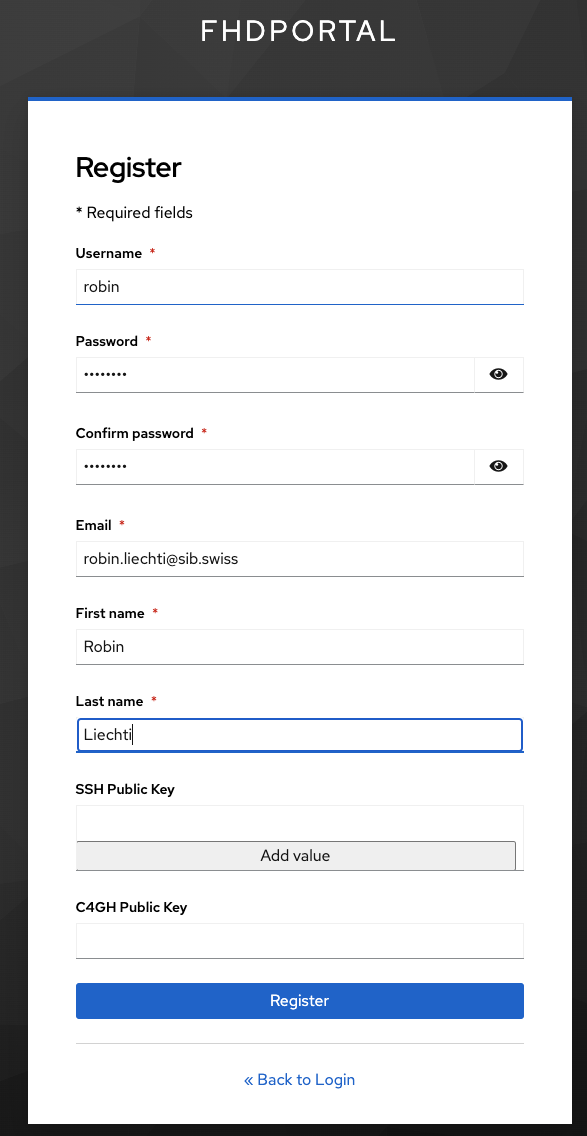 FHDPORTAL
Register
* Required fields
Username *
robin
Password *
••••••••
Confirm password *
••••••••
Email *
robin.liechti@sib.swiss
First name *
Robin
Last name *
Liechti
SSH Public Key
Add value
C4GH Public Key
Register
« Back to Login